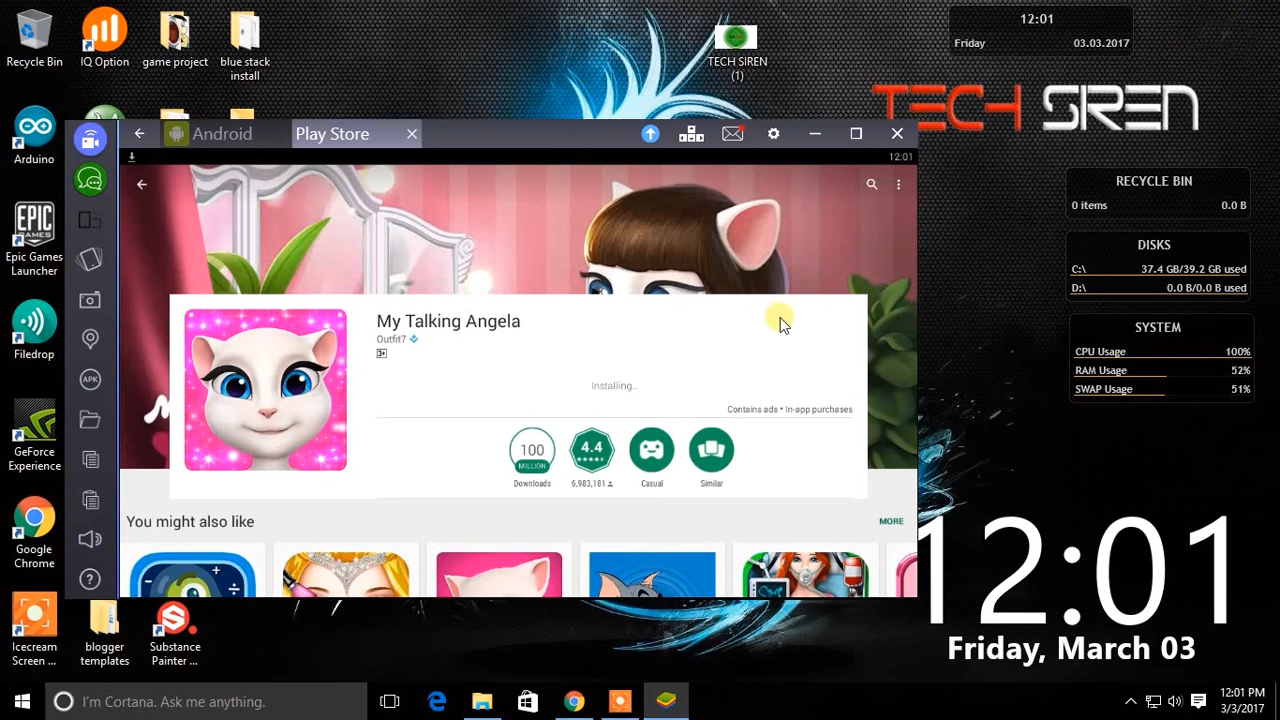 Recycle Bin
IQ Option
game project
blue stack
install
TECH SIREN
(1)
12:01
Friday 03.03.2017
TECH SIREN
Arduino
Android
Play Store
12:01
RECYCLE BIN
0 items 0.0 B
EPIC
GAMES
Epic Games
Launcher
DISKS
C:\ 37.4 GB/39.2 GB used
D:\ 0.0 B/0.0 B used
My Talking Angela
Outfit7
3+
Installing...
Contains ads • In-app purchases
SYSTEM
CPU Usage 100%
RAM Usage 52%
SWAP Usage 51%
Filedrop
APK
100
MILLION
Downloads
4.4
6,983,181
Casual
Similar
GeForce
Experience
You might also like
MORE
Google
Chrome
12:01
Friday, March 03
Icecream
Screen ...
blogger
templates
Substance
Painter ...
I'm Cortana. Ask me anything.
12:01 PM
3/3/2017